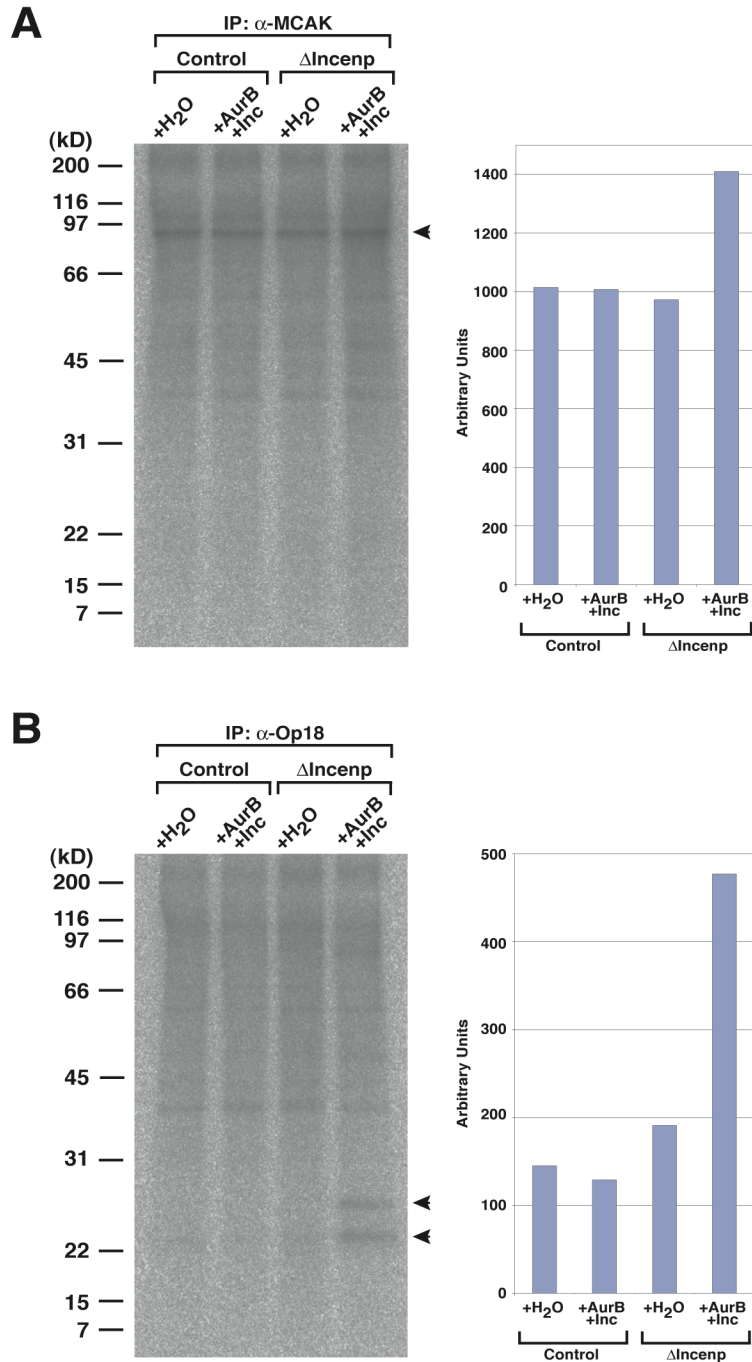 A
IP: α-MCAK
Control ΔIncenp
+H2O +AurB +Inc +H2O +AurB +Inc
(kD)
200
116
97
66
45
31
22
15
7
Arbitrary Units
1400
1200
1000
800
600
400
200
0
+H2O +AurB +Inc +H2O +AurB +Inc
Control ΔIncenp
B
IP: α-Op18
Control ΔIncenp
+H2O +AurB +Inc +H2O +AurB +Inc
(kD)
200
116
97
66
45
31
22
15
7
Arbitrary Units
500
400
300
200
100
0
+H2O +AurB +Inc +H2O +AurB +Inc
Control ΔIncenp